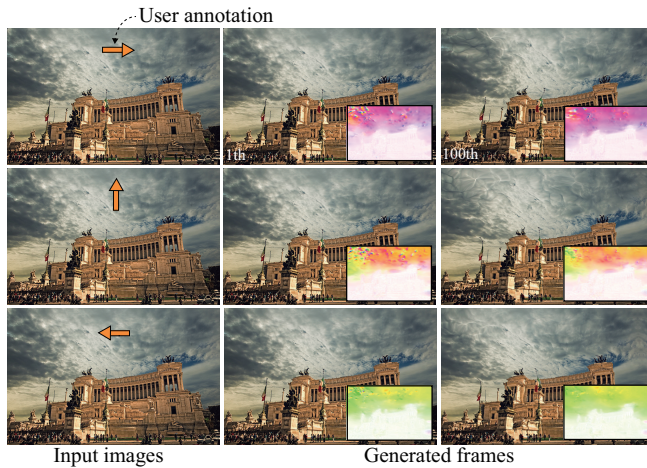 User annotation
1th
100th
Input images
Generated frames